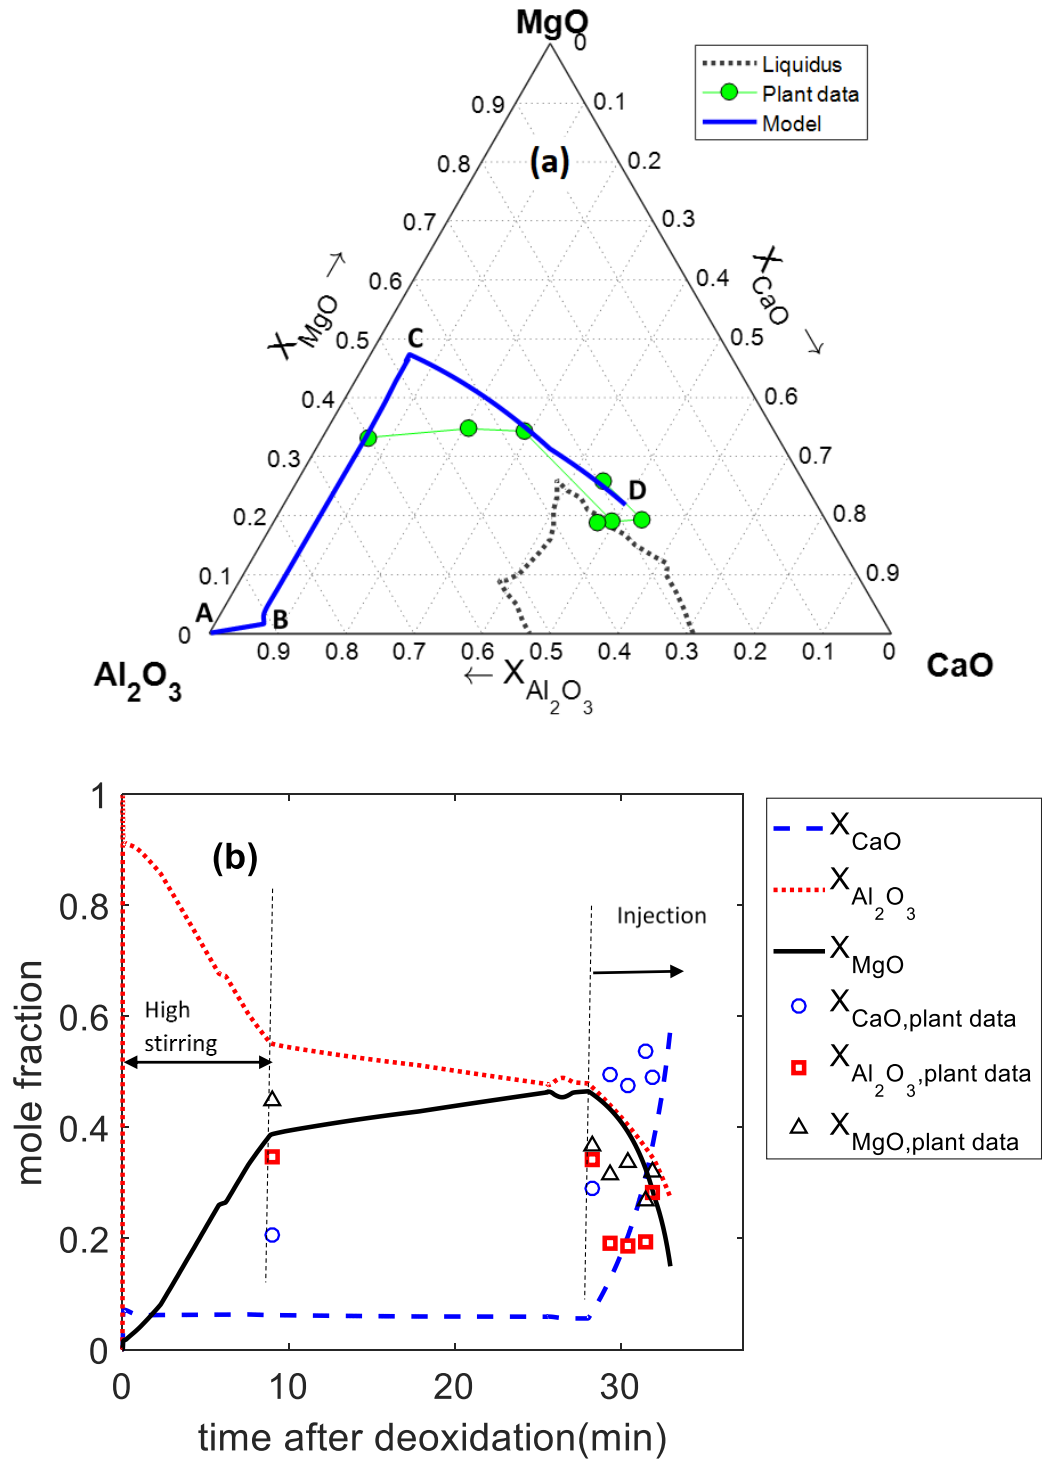 MgO
0
Liquidus
Plant data
Model
(a)
0.9
0.8
0.7
0.6
0.5
0.4
0.3
0.2
0.1
0
0.1
0.2
0.3
0.4
0.5
0.6
0.7
0.8
0.9
X_MgO →
X_CaO →
A
B
C
D
0.9
0.8
0.7
0.6
0.5
0.4
0.3
0.2
0.1
0
Al2O3
← X_Al2O3
CaO
(b)
1
0.8
0.6
0.4
0.2
0
mole fraction
High
stirring
Injection
0
10
20
30
time after deoxidation(min)
X_CaO
X_Al2O3
X_MgO
X_CaO,plant data
X_Al2O3,plant data
X_MgO,plant data